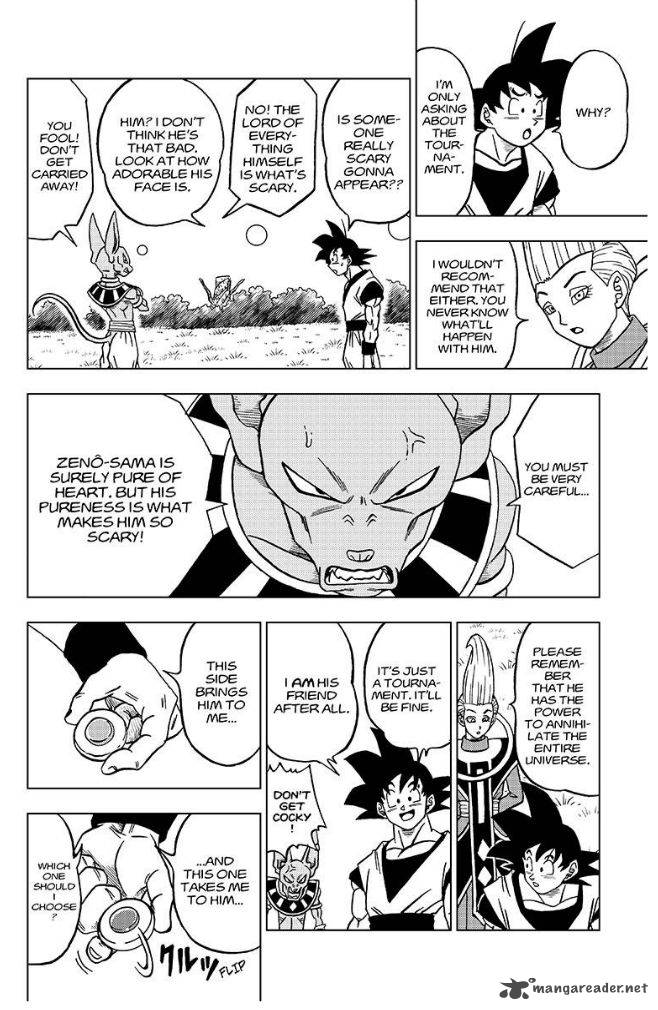 WHY?
I'M
ONLY
ASKING
ABOUT
THE
TOUR-
NA-
MENT.
I WOULDN'T
RECOM-
MEND THAT
EITHER. YOU
NEVER KNOW
WHAT'LL
HAPPEN
WITH HIM.
IS SOME-
ONE
REALLY
SCARY
GONNA
APPEAR??
NO! THE
LORD OF
EVERY-
THING
HIMSELF
IS WHAT'S
SCARY.
HIM? I DON'T
THINK HE'S
THAT BAD.
LOOK AT HOW
ADORABLE HIS
FACE IS.
YOU
FOOL!
DON'T
GET
CARRIED
AWAY!
YOU MUST
BE VERY
CAREFUL...
ZENÔ-SAMA IS
SURELY PURE OF
HEART. BUT HIS
PURENESS IS WHAT
MAKES HIM SO
SCARY!
PLEASE
REMEM-
BER
THAT HE
HAS THE
POWER
TO ANNIHI-
LATE THE
ENTIRE
UNIVERSE.
IT'S JUST
A TOURNA-
MENT. IT'LL
BE FINE.
I AM HIS
FRIEND
AFTER ALL.
DON'T
GET
COCKY
!
THIS
SIDE
BRINGS
HIM TO
ME...
...AND
THIS ONE
TAKES ME
TO HIM...
WHICH
ONE
SHOULD
I
CHOOSE?
クルッ
FLIP
mangareader.net